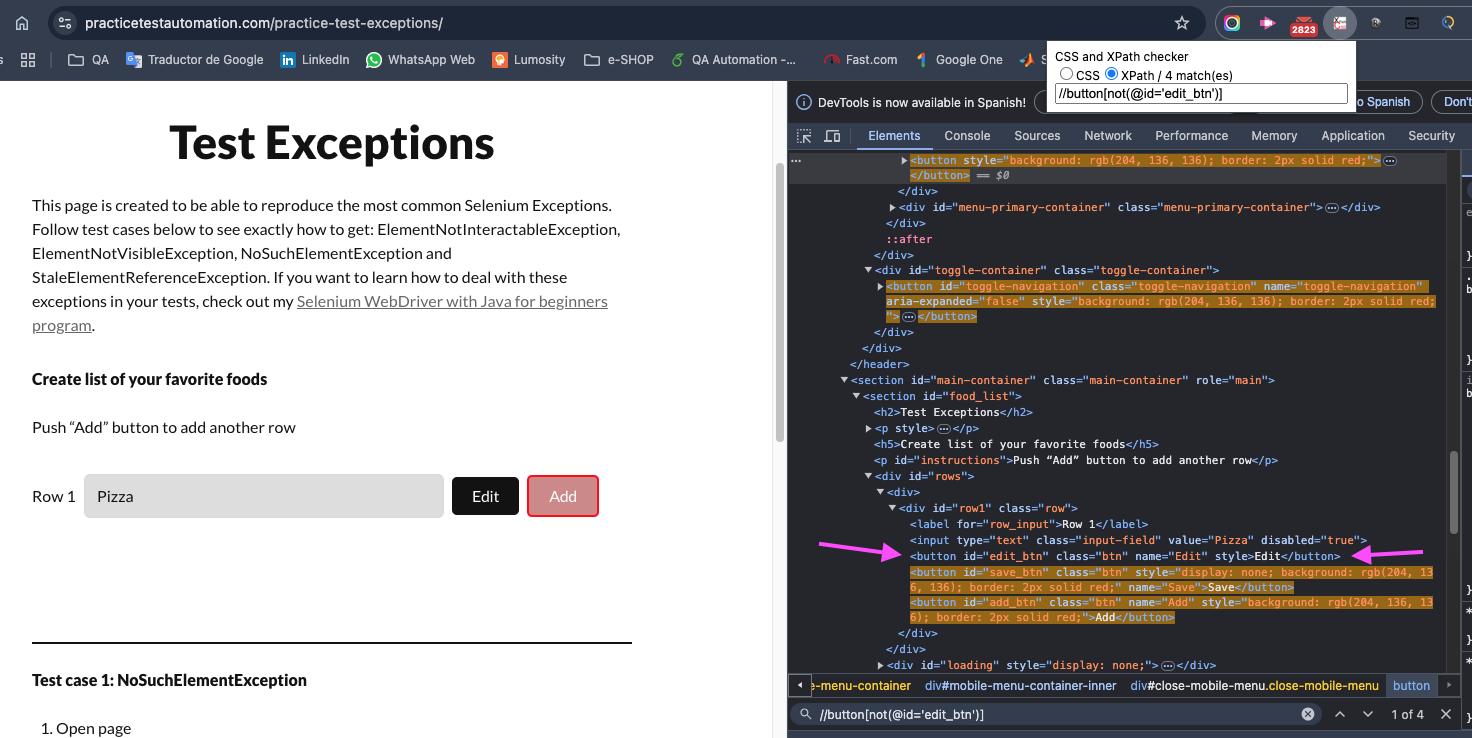 practicetestautomation.com/practice-test-exceptions/
2823
QA
Traductor de Google
LinkedIn
WhatsApp Web
Lumosity
e-SHOP
QA Automation -...
Fast.com
Google One
CSS and XPath checker
CSS XPath / 4 match(es)
//button[not(@id='edit_btn')]
DevTools is now available in Spanish!
o Spanish
Don't
Elements Console Sources Network Performance Memory Application Security
Test Exceptions
This page is created to be able to reproduce the most common Selenium Exceptions.
Follow test cases below to see exactly how to get: ElementNotInteractableException,
ElementNotVisibleException, NoSuchElementException and
StaleElementReferenceException. If you want to learn how to deal with these
exceptions in your tests, check out my Selenium WebDriver with Java for beginners
program.
Create list of your favorite foods
Push “Add” button to add another row
Row 1 Pizza Edit Add
Test case 1: NoSuchElementException
1. Open page
... <button style="background: rgb(204, 136, 136); border: 2px solid red;">...
</button> == $0
</div>
<div id="menu-primary-container" class="menu-primary-container">...</div>
</div>
::after
</div>
<div id="toggle-container" class="toggle-container">
<button id="toggle-navigation" class="toggle-navigation" name="toggle-navigation"
aria-expanded="false" style="background: rgb(204, 136, 136); border: 2px solid red;
">...</button>
</div>
</div>
</header>
<section id="main-container" class="main-container" role="main">
<section id="food_list">
<h2>Test Exceptions</h2>
<p style>...</p>
<h5>Create list of your favorite foods</h5>
<p id="instructions">Push “Add” button to add another row</p>
<div id="rows">
<div>
<div id="row1" class="row">
<label for="row_input">Row 1</label>
<input type="text" class="input-field" value="Pizza" disabled="true">
<button id="edit_btn" class="btn" name="Edit" style>Edit</button>
<button id="save_btn" class="btn" style="display: none; background: rgb(204, 13
6, 136); border: 2px solid red;" name="Save">Save</button>
<button id="add_btn" class="btn" name="Add" style="background: rgb(204, 136, 13
6); border: 2px solid red;">Add</button>
</div>
</div>
<div id="loading" style="display: none;">...</div>
e-menu-container div#mobile-menu-container-inner div#close-mobile-menu.close-mobile-menu button
//button[not(@id='edit_btn')]
1 of 4